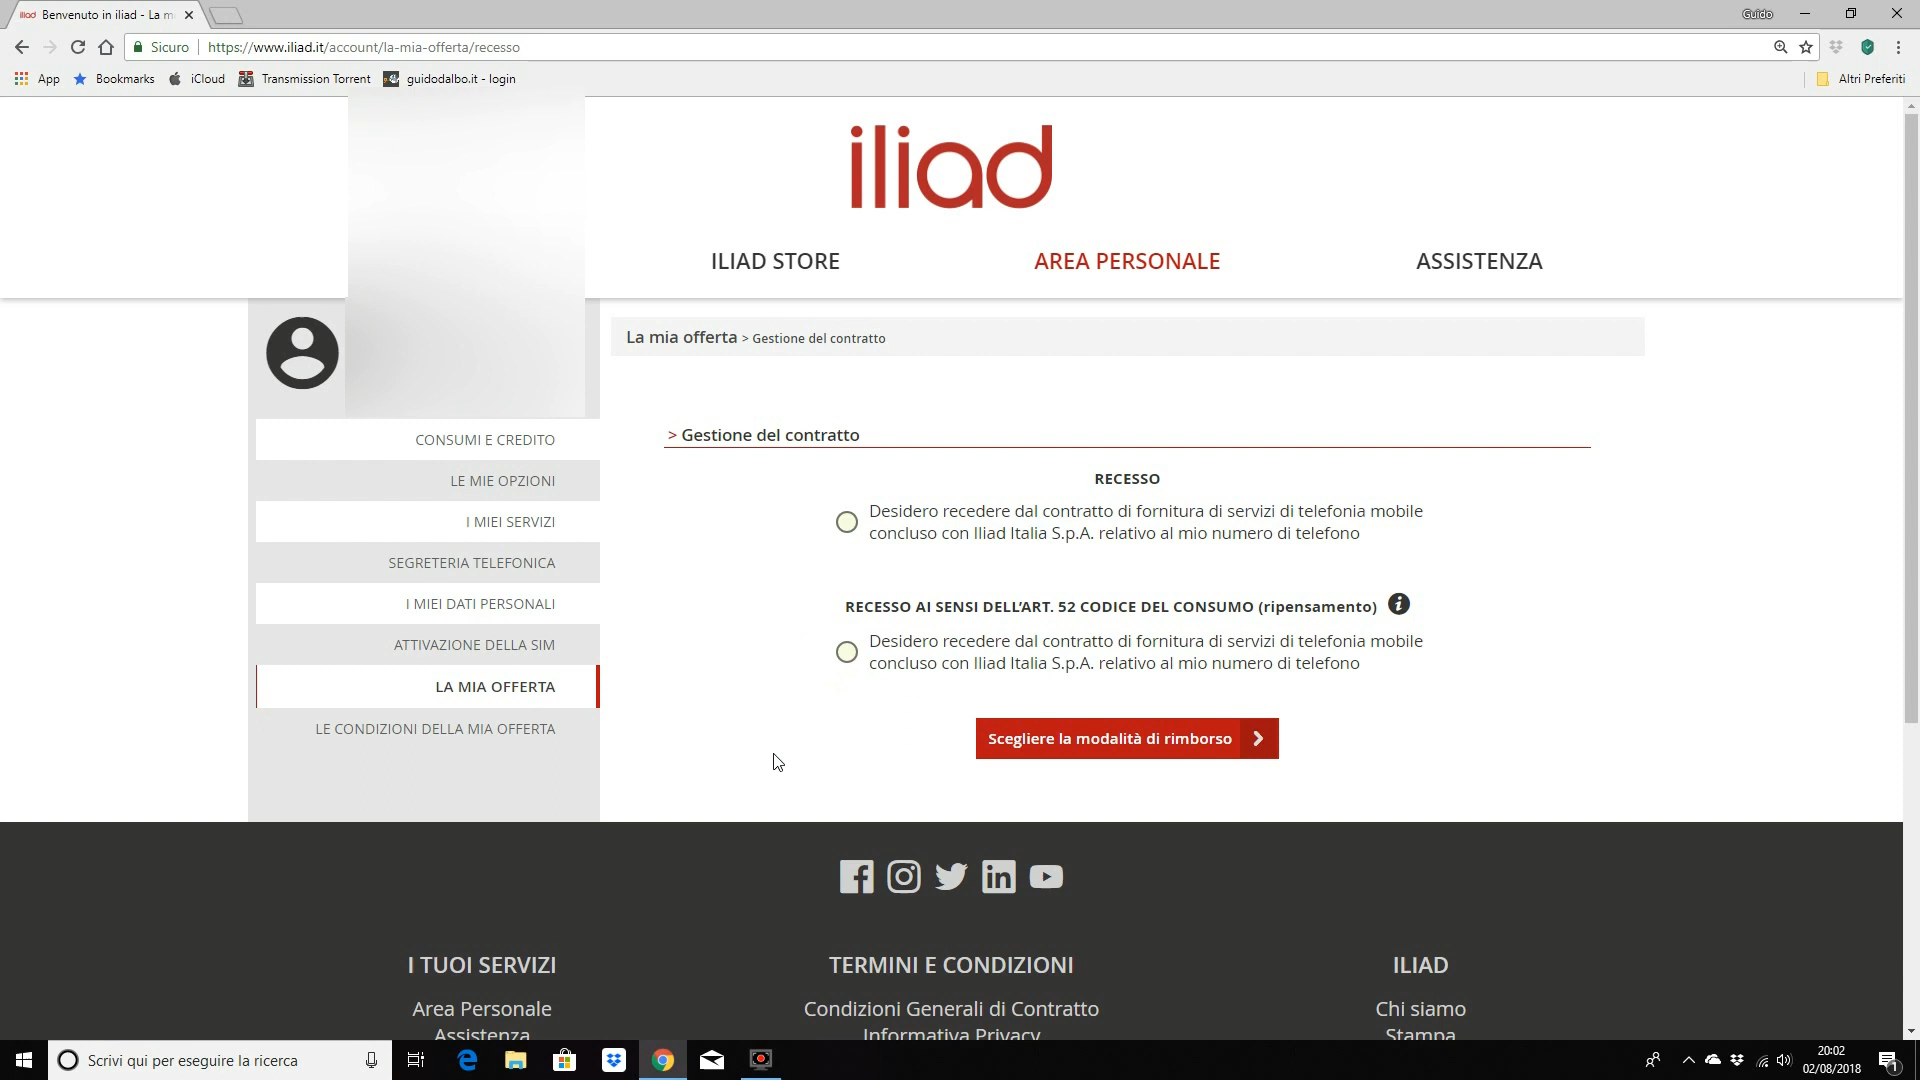 iliad Benvenuto in iliad - La m
Guido
Sicuro https://www.iliad.it/account/la-mia-offerta/recesso
App Bookmarks iCloud Transmission Torrent guidodalbo.it - login Altri Preferiti
iliad
ILIAD STORE AREA PERSONALE ASSISTENZA
La mia offerta > Gestione del contratto
CONSUMI E CREDITO
LE MIE OPZIONI
I MIEI SERVIZI
SEGRETERIA TELEFONICA
I MIEI DATI PERSONALI
ATTIVAZIONE DELLA SIM
LA MIA OFFERTA
LE CONDIZIONI DELLA MIA OFFERTA
> Gestione del contratto
RECESSO
Desidero recedere dal contratto di fornitura di servizi di telefonia mobile
concluso con Iliad Italia S.p.A. relativo al mio numero di telefono
RECESSO AI SENSI DELL'ART. 52 CODICE DEL CONSUMO (ripensamento) i
Desidero recedere dal contratto di fornitura di servizi di telefonia mobile
concluso con Iliad Italia S.p.A. relativo al mio numero di telefono
Scegliere la modalità di rimborso
I TUOI SERVIZI TERMINI E CONDIZIONI ILIAD
Area Personale Condizioni Generali di Contratto Chi siamo
Assistenza Informativa Privacy Stampa
Scrivi qui per eseguire la ricerca
20:02
02/08/2018
1